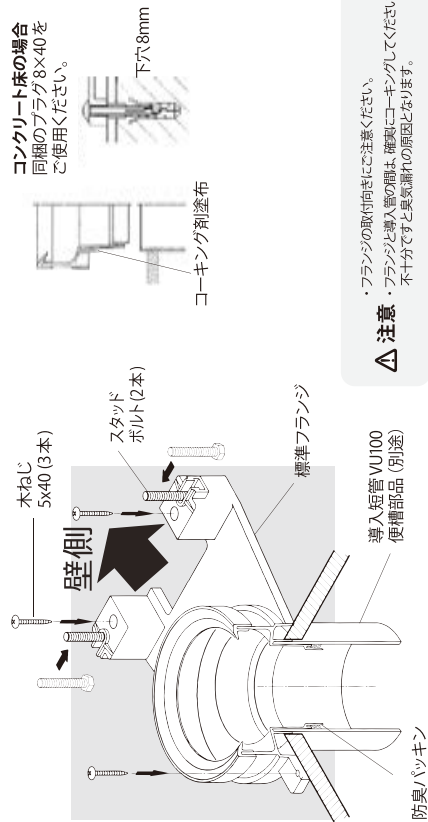 木ねじ
5x40 (3本)
スタッド
ボルト(2本)
壁側
標準フランジ
導入短管 VU100
便槽部品 (別途)
防臭パッキン
コンクリート床の場合
同梱のプラグ 8×40 を
ご使用ください。
下穴 8mm
コーキング剤塗布
注意
・フランジの取付向きにご注意ください。
・フランジと導入管の間は、確実にコーキングしてください
不十分ですと臭気漏れの原因となります。